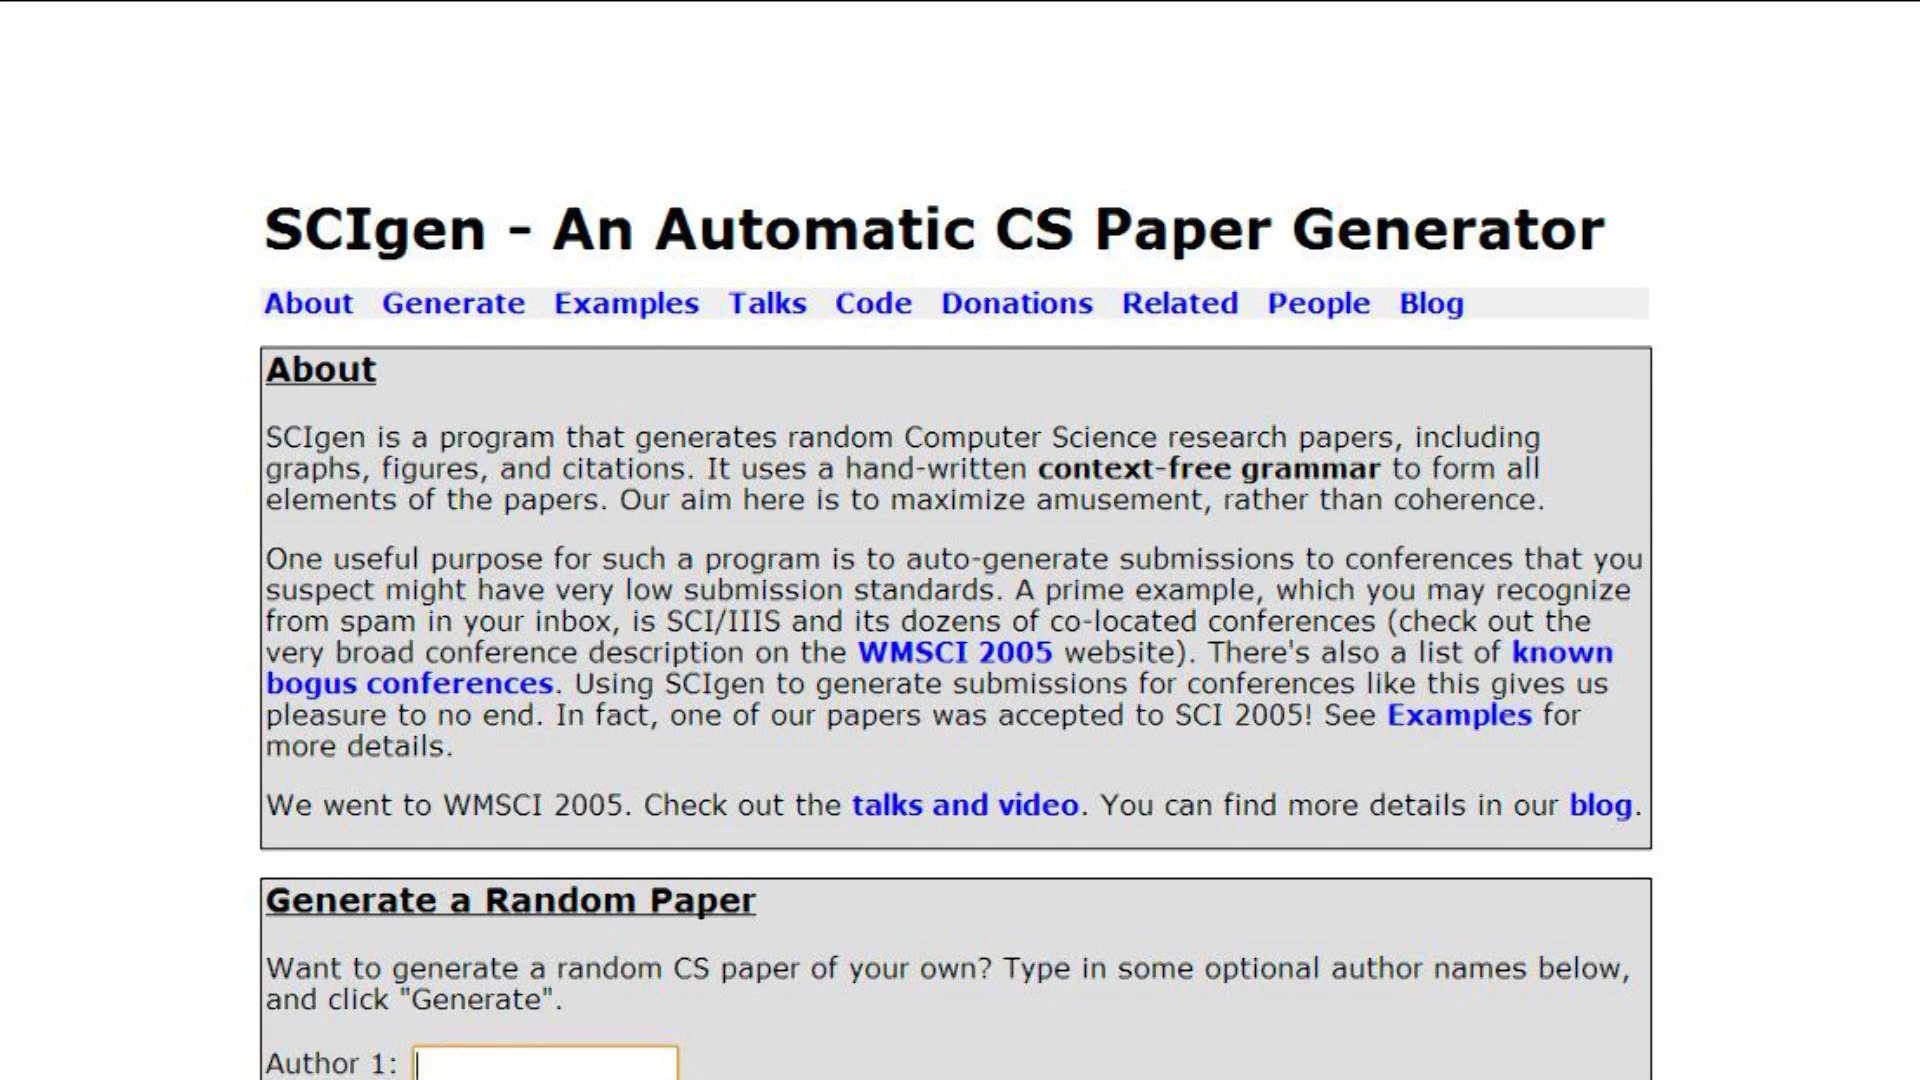 SCIgen - An Automatic CS Paper Generator
About Generate Examples Talks Code Donations Related People Blog
About
SCIgen is a program that generates random Computer Science research papers, including
graphs, figures, and citations. It uses a hand-written context-free grammar to form all
elements of the papers. Our aim here is to maximize amusement, rather than coherence.
One useful purpose for such a program is to auto-generate submissions to conferences that you
suspect might have very low submission standards. A prime example, which you may recognize
from spam in your inbox, is SCI/IIIS and its dozens of co-located conferences (check out the
very broad conference description on the WMSCI 2005 website). There's also a list of known
bogus conferences. Using SCIgen to generate submissions for conferences like this gives us
pleasure to no end. In fact, one of our papers was accepted to SCI 2005! See Examples for
more details.
We went to WMSCI 2005. Check out the talks and video. You can find more details in our blog.
Generate a Random Paper
Want to generate a random CS paper of your own? Type in some optional author names below,
and click "Generate".
Author 1: